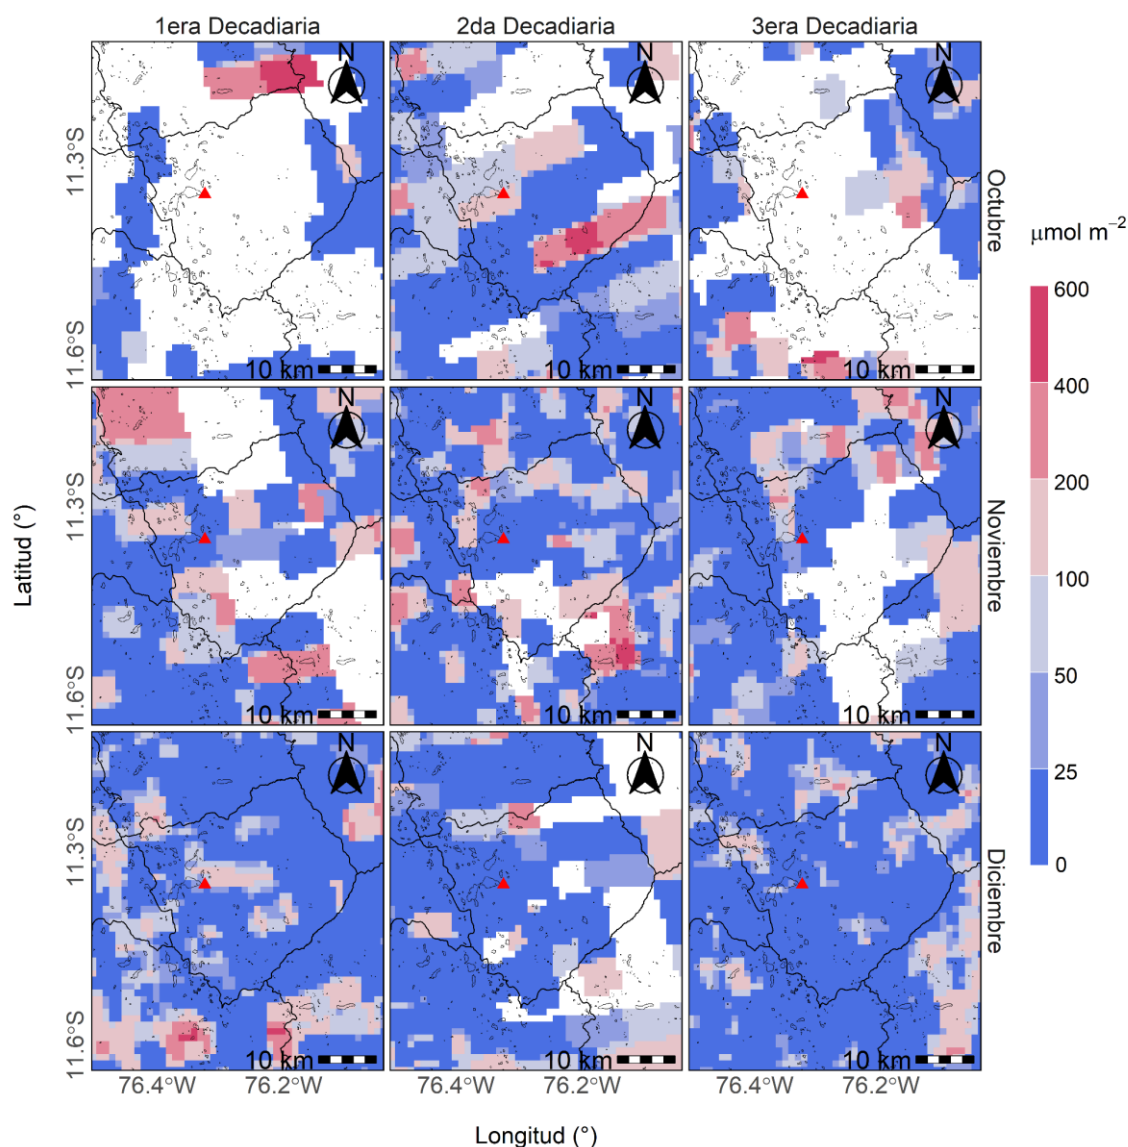 1era Decadiaria
2da Decadiaria
3era Decadiaria
N
N
N
11.3°S
11.6°S
10 km
10 km
10 km
Octubre
N
N
N
11.3°S
11.6°S
10 km
10 km
10 km
Noviembre
N
N
N
11.3°S
11.6°S
10 km
10 km
10 km
Diciembre
76.4°W 76.2°W
76.4°W 76.2°W
76.4°W 76.2°W
Latitud (°)
Longitud (°)
μmol m⁻²
600
400
200
100
50
25
0